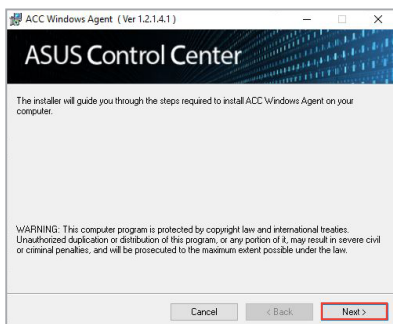 ACC Windows Agent ( Ver 1.2.1.4.1 )
ASUS Control Center
The installer will guide you through the steps required to install ACC Windows Agent on your
computer.
WARNING: This computer program is protected by copyright law and international treaties.
Unauthorized duplication or distribution of this program, or any portion of it, may result in severe civil
or criminal penalties, and will be prosecuted to the maximum extent possible under the law.
Cancel < Back Next >